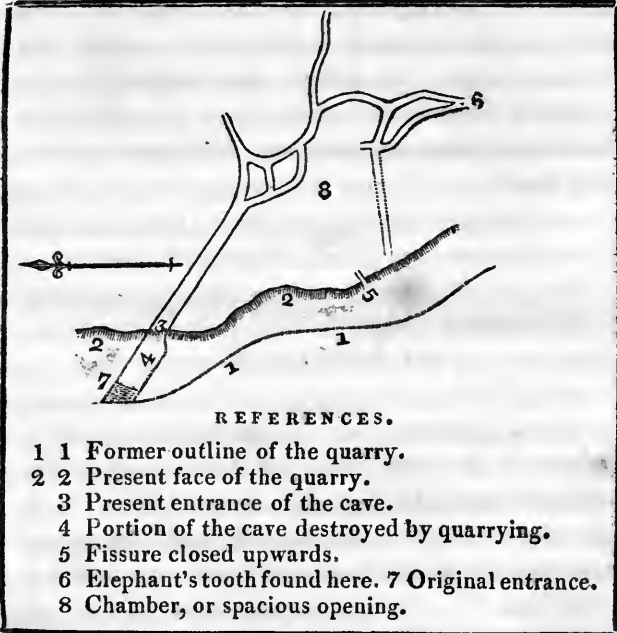 6
8
2
5
3
2
4
1
1
7
REFERENCES.
1 1 Former outline of the quarry.
2 2 Present face of the quarry.
3 Present entrance of the cave.
4 Portion of the cave destroyed by quarrying.
5 Fissure closed upwards.
6 Elephant's tooth found here. 7 Original entrance.
8 Chamber, or spacious opening.